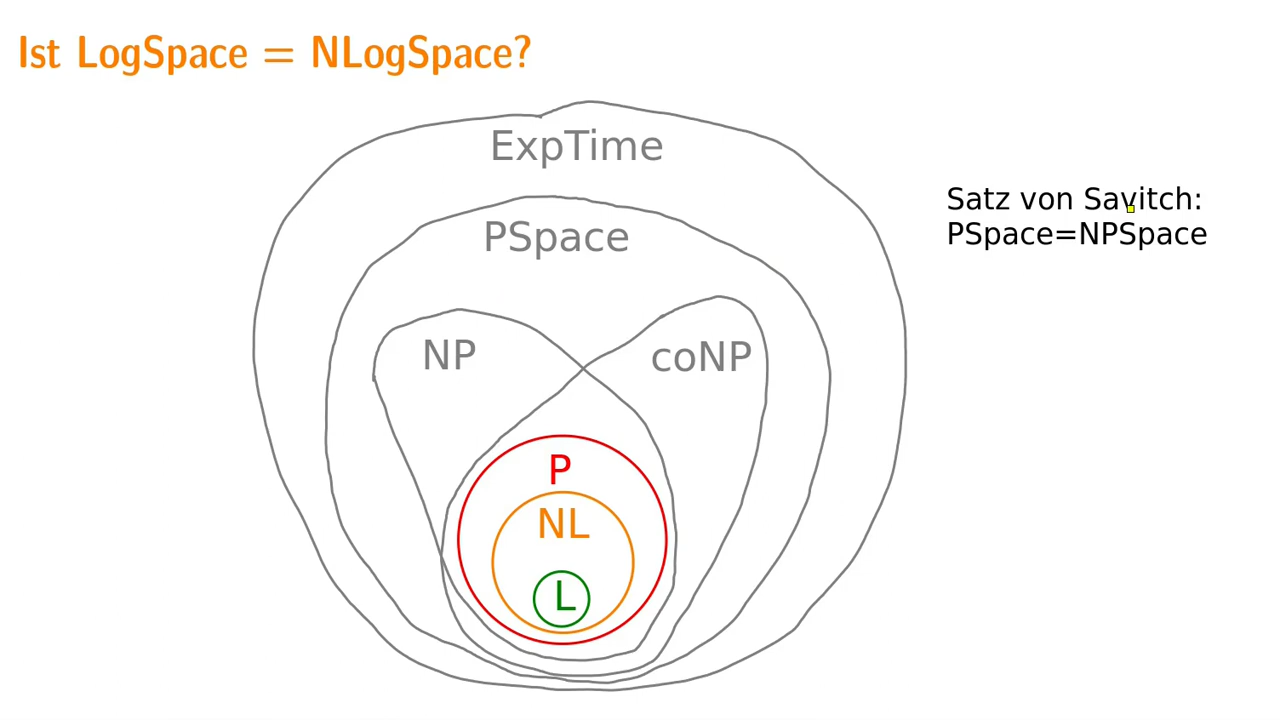 Ist LogSpace = NLogSpace?
ExpTime
Satz von Savitch:
PSpace=NPSpace
PSpace
NP
coNP
P
NL
L